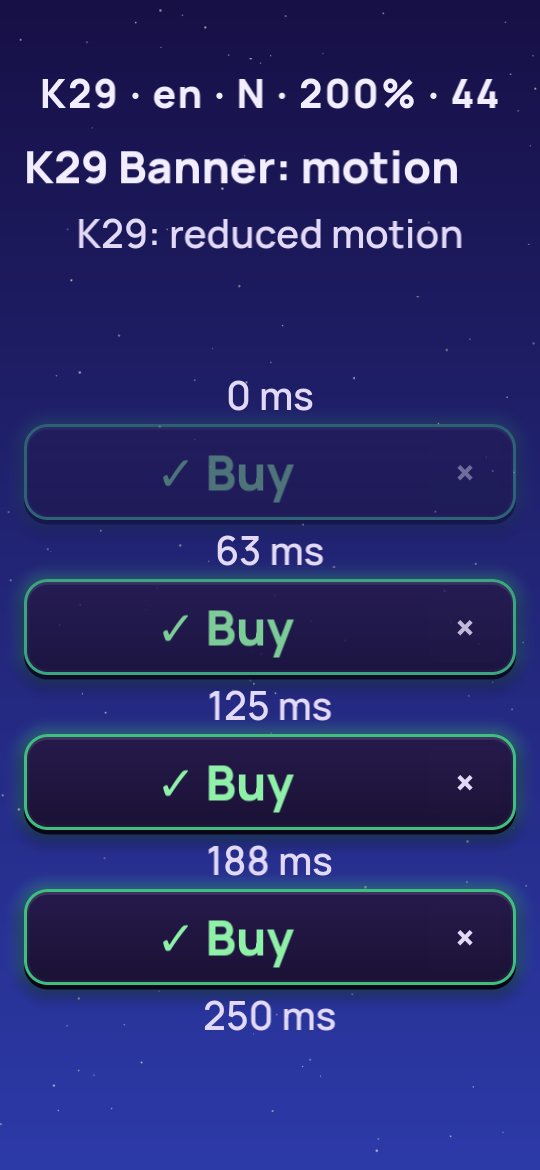 K29 · en · N · 200% · 44
K29 Banner: motion
K29: reduced motion
0 ms
✓ Buy ×
63 ms
✓ Buy ×
125 ms
✓ Buy ×
188 ms
✓ Buy ×
250 ms